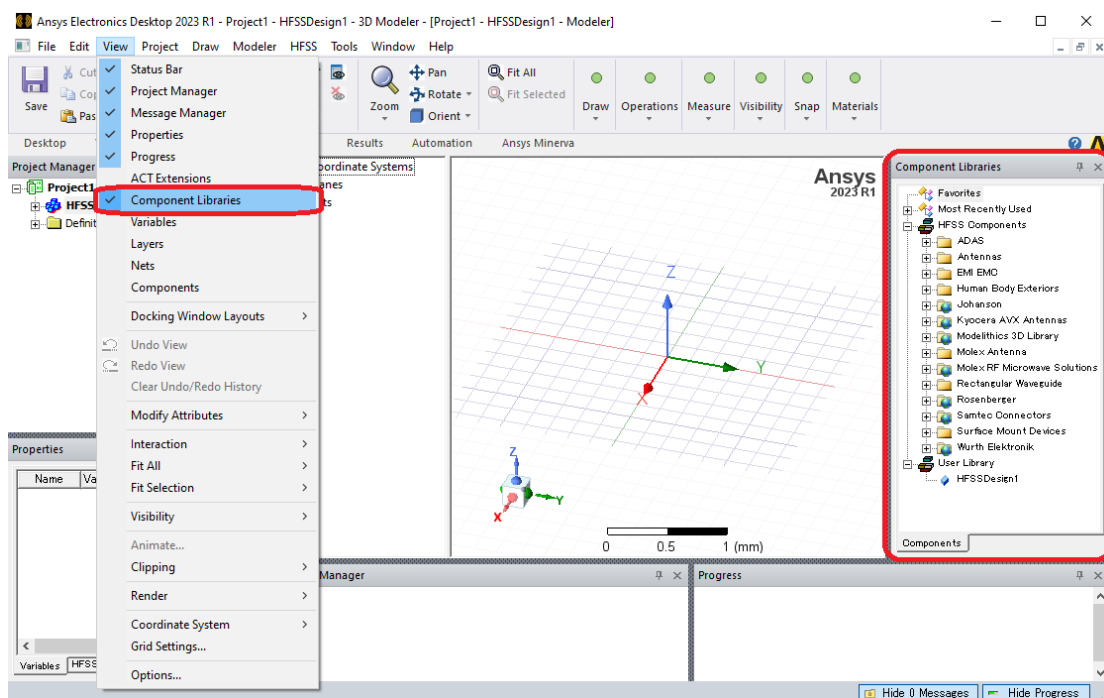 Ansys Electronics Desktop 2023 R1 - Project1 - HFSSDesign1 - 3D Modeler - [Project1 - HFSSDesign1 - Modeler]
File Edit View Project Draw Modeler HFSS Tools Window Help
Save
Zoom
Pan
Rotate
Orient
Fit All
Fit Selected
Draw Operations Measure Visibility Snap Materials
Desktop
Results Automation Ansys Minerva
Status Bar
Project Manager
Message Manager
Properties
Progress
ACT Extensions
Component Libraries
Variables
Layers
Nets
Components
Docking Window Layouts
Undo View
Redo View
Clear Undo/Redo History
Modify Attributes
Interaction
Fit All
Fit Selection
Visibility
Animate...
Clipping
Render
Coordinate System
Grid Settings...
Options...
Project Manager
Project1
HFSS
Definit
oordinate Systems
anes
ts
Properties
Name Va
Variables HFSS
Ansys
2023 R1
Z
Y
X
Z
Y
X
0 0.5 1 (mm)
Component Libraries
Favorites
Most Recently Used
HFSS Components
ADAS
Antennas
EMI EMC
Human Body Exteriors
Johanson
Kyocera AVX Antennas
Modelithics 3D Library
Molex Antenna
Molex RF Microwave Solutions
Rectangular Waveguide
Rosenberger
Samtec Connectors
Surface Mount Devices
Wurth Elektronik
User Library
HFSSDesign1
Components
Manager
Progress
Hide 0 Messages Hide Progress